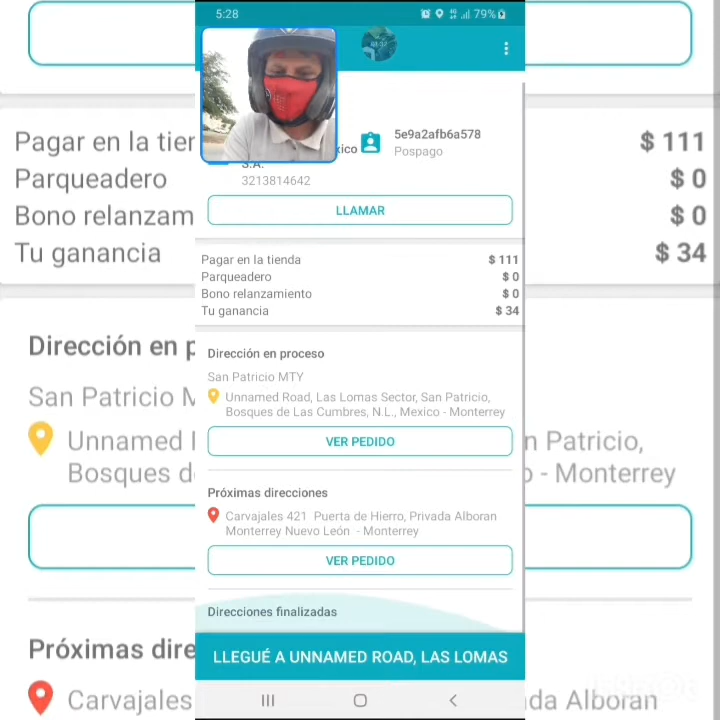 5:28
79%
ico
5e9a2afb6a578
Pospago
S.A.
3213814642
LLAMAR
Pagar en la tienda $ 111
Parqueadero $ 0
Bono relanzamiento $ 0
Tu ganancia $ 34
Dirección en proceso
San Patricio MTY
Unnamed Road, Las Lomas Sector, San Patricio,
Bosques de Las Cumbres, N.L., Mexico - Monterrey
VER PEDIDO
Próximas direcciones
Carvajales 421 Puerta de Hierro, Privada Alboran
Monterrey Nuevo León - Monterrey
VER PEDIDO
Direcciones finalizadas
LLEGUÉ A UNNAMED ROAD, LAS LOMAS
Pagar en la tier $ 111
Parqueadero $ 0
Bono relanzam $ 0
Tu ganancia $ 34
Dirección en p
San Patricio M
Unnamed n Patricio,
Bosques d - Monterrey
Próximas dire
Carvajales da Alboran